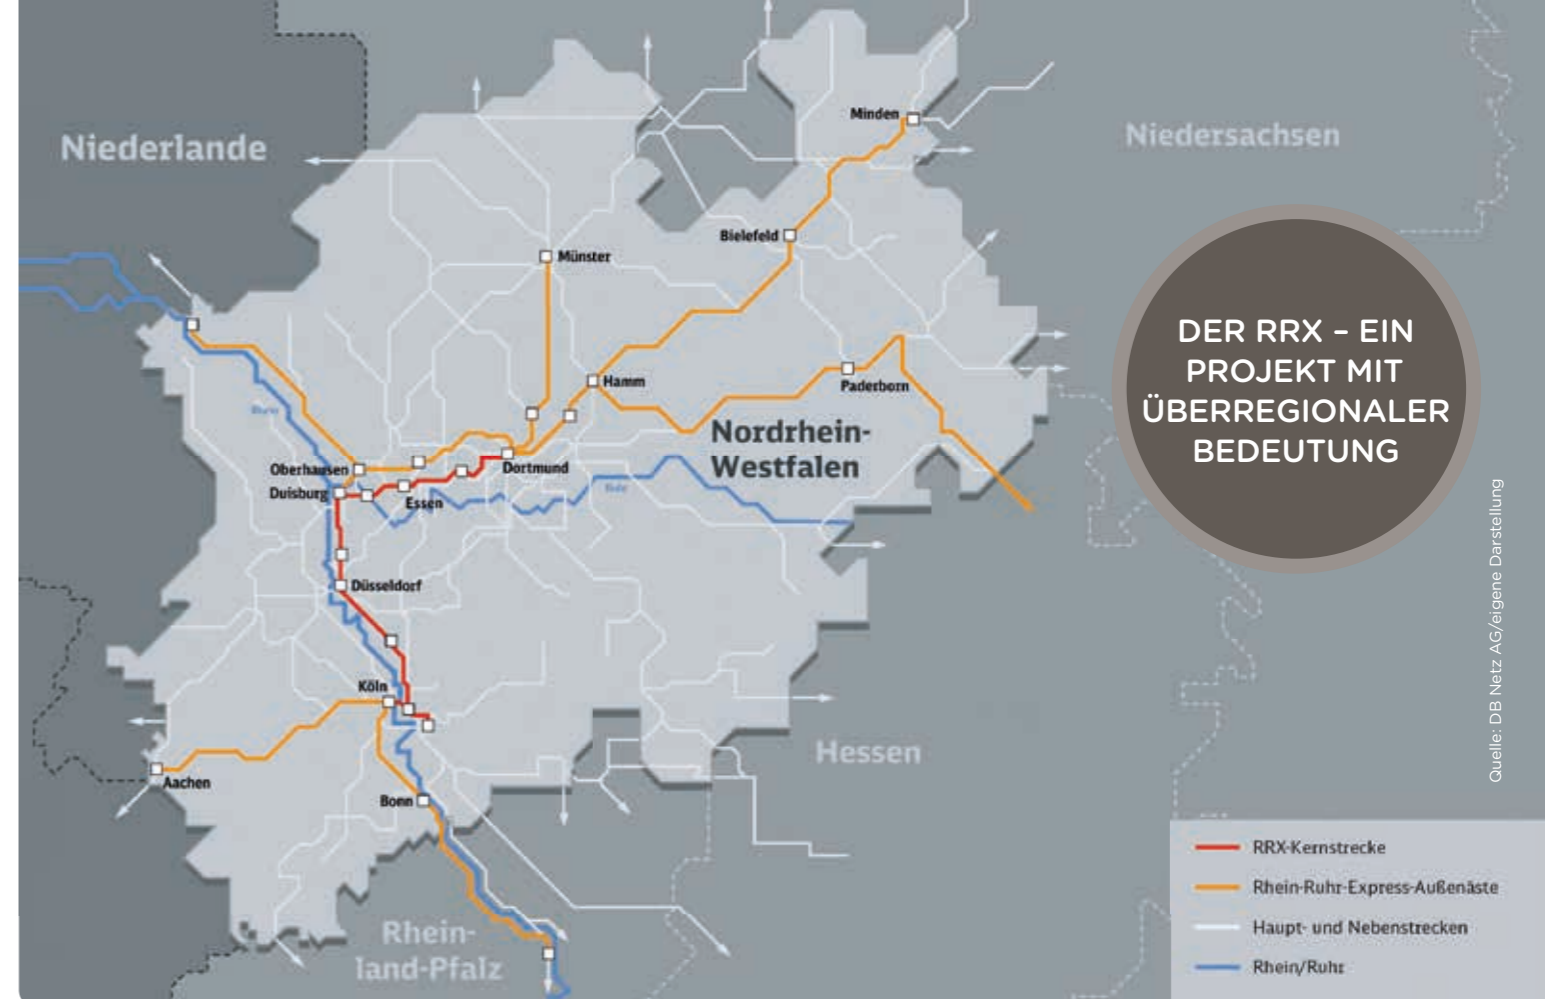 Niederlande
Niedersachsen
Minden
Bielefeld
Münster
Hamm
Paderborn
Nordrhein-
Westfalen
Rhein
Oberhausen
Duisburg
Dortmund
Essen
Ruhr
Düsseldorf
Köln
Aachen
Bonn
Hessen
Rhein-
land-Pfalz
DER RRX – EIN
PROJEKT MIT
ÜBERREGIONALER
BEDEUTUNG
Quelle: DB Netz AG/eigene Darstellung
RRX-Kernstrecke
Rhein-Ruhr-Express-Außenäste
Haupt- und Nebenstrecken
Rhein/Ruhr